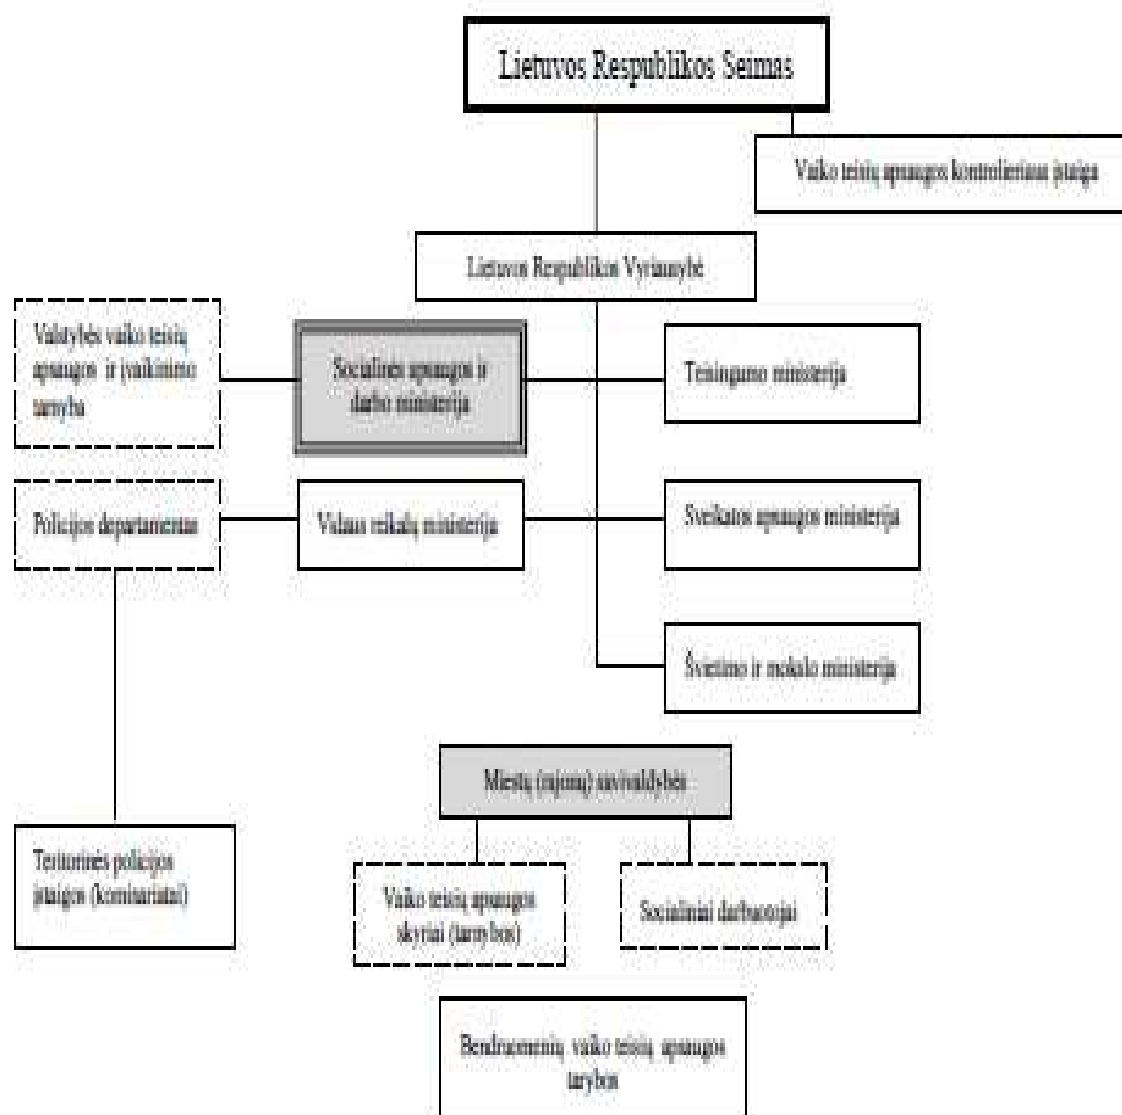 Lietuvos Respublikos Seimas
Vaiko teisių apsaugos kontrolieriaus įstaiga
Lietuvos Respublikos Vyriausybė
Valstybės vaiko teisių
apsaugos ir įvaikinimo
tarnyba
Socialinės apsaugos ir
darbo ministerija
Teisingumo ministerija
Policijos departamentas
Vidaus reikalų ministerija
Sveikatos apsaugos ministerija
Švietimo ir mokslo ministerija
Miestų (rajonų) savivaldybės
Teritorinės policijos
įstaigos (komisariatai)
Vaiko teisių apsaugos
skyriai (tarnybos)
Socialiniai darbuotojai
Bendruomenių vaiko teisių apsaugos
tarybos